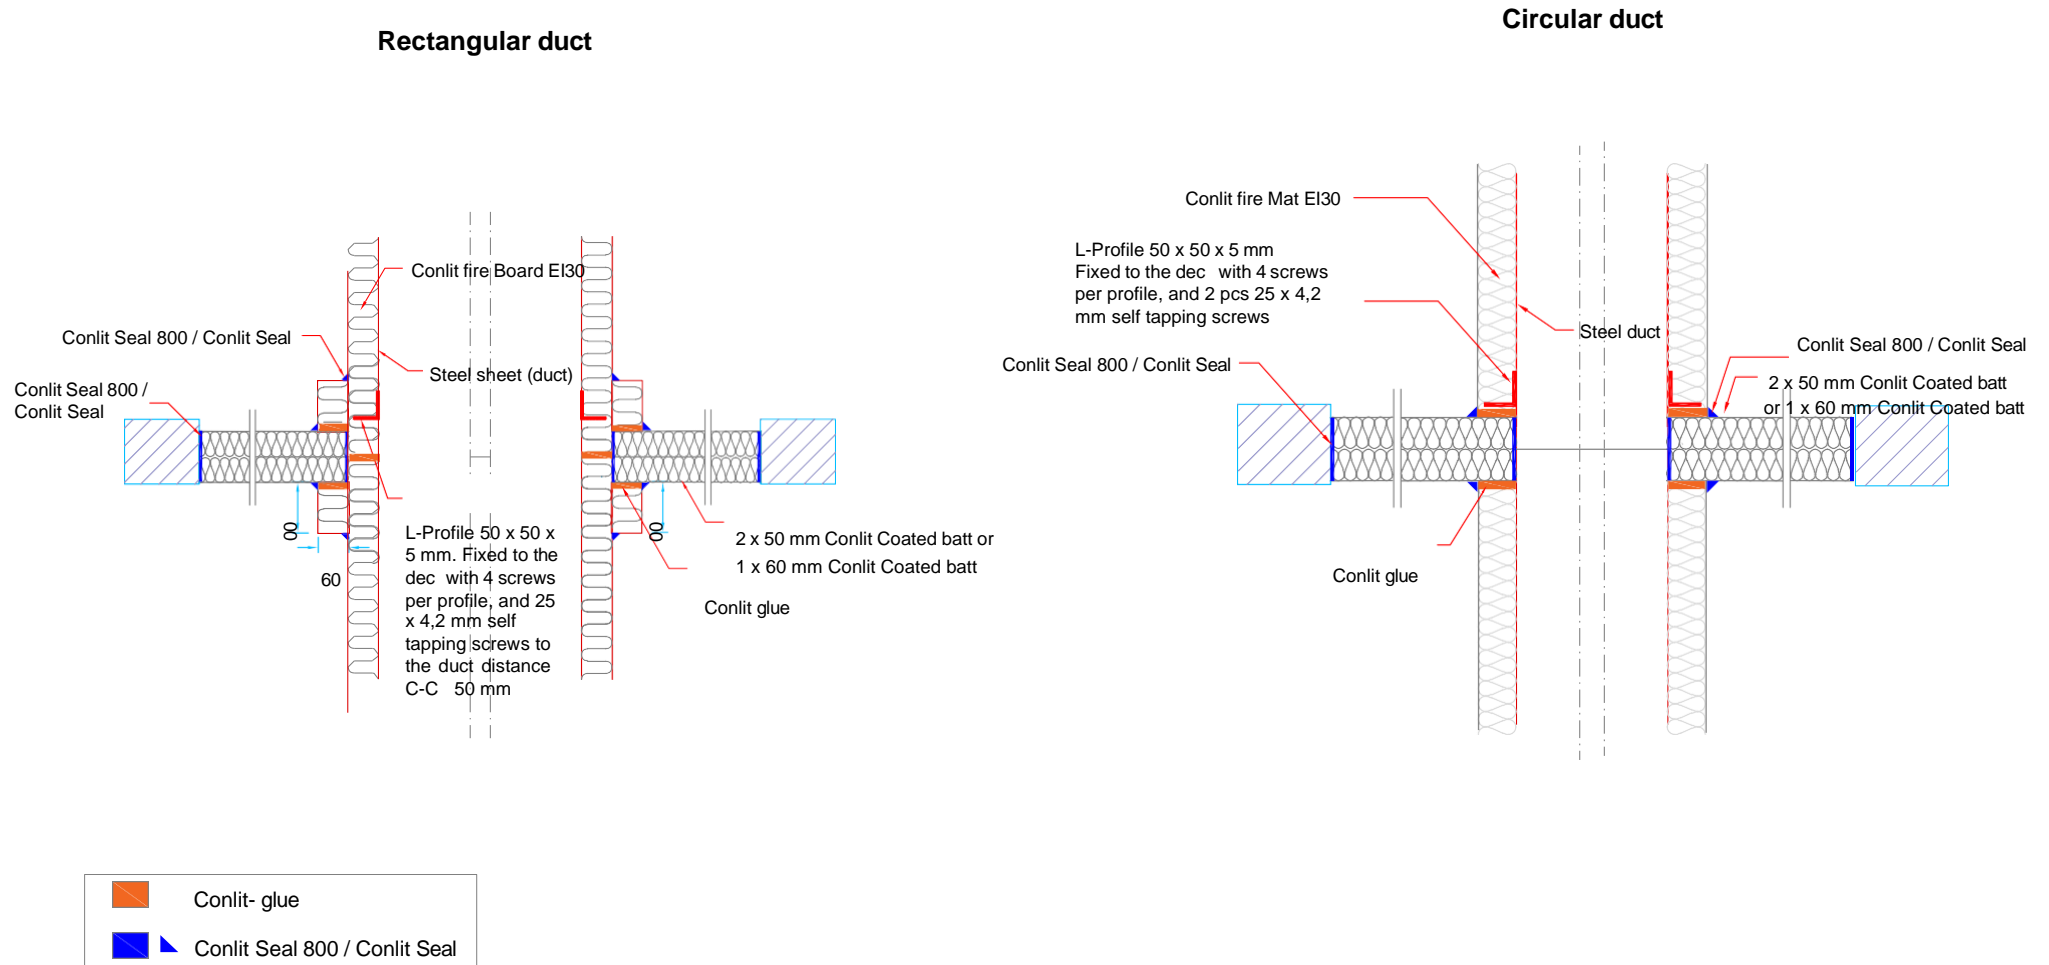 Rectangular duct
Circular duct
Conlit fire Board EI30
Conlit Seal 800 / Conlit Seal
Steel sheet (duct)
Conlit Seal 800 /
Conlit Seal
00
60
L-Profile 50 x 50 x
5 mm. Fixed to the
dec with 4 screws
per profile, and 25
x 4,2 mm self
tapping screws to
the duct distance
C-C 50 mm
00
2 x 50 mm Conlit Coated batt or
1 x 60 mm Conlit Coated batt
Conlit glue
Conlit fire Mat EI30
L-Profile 50 x 50 x 5 mm
Fixed to the dec with 4 screws
per profile, and 2 pcs 25 x 4,2
mm self tapping screws
Steel duct
Conlit Seal 800 / Conlit Seal
Conlit Seal 800 / Conlit Seal
2 x 50 mm Conlit Coated batt
or 1 x 60 mm Conlit Coated batt
Conlit glue
Conlit- glue
Conlit Seal 800 / Conlit Seal